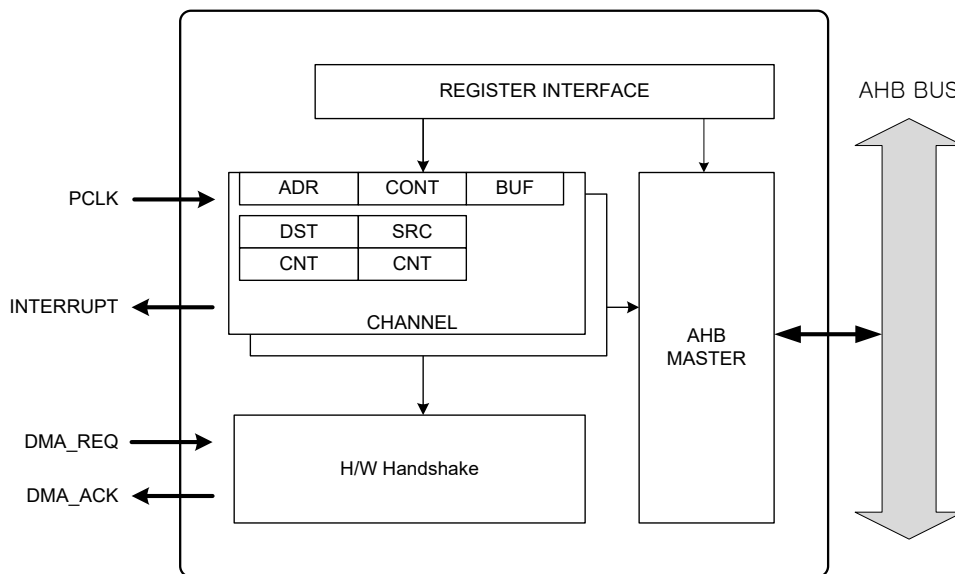 REGISTER INTERFACE
AHB BUS
ADR CONT BUF
PCLK
DST SRC
CNT CNT
INTERRUPT
CHANNEL
AHB
MASTER
DMA_REQ
H/W Handshake
DMA_ACK